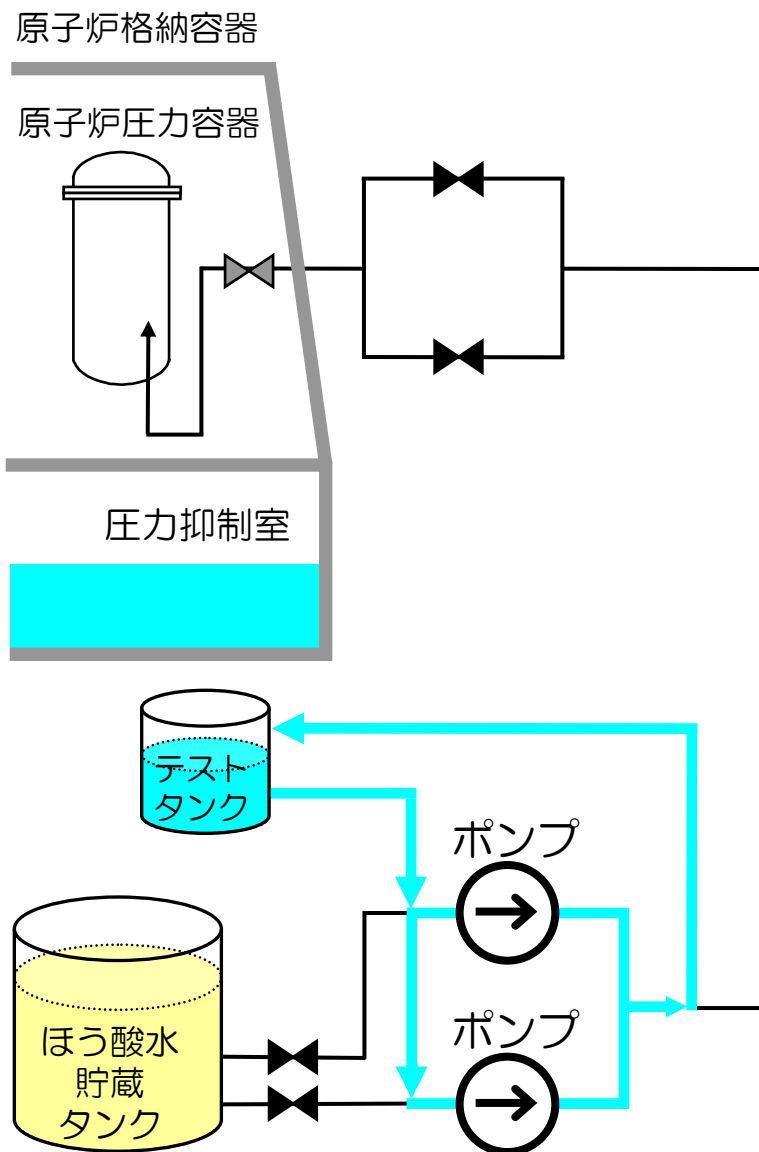 原子炉格納容器
原子炉圧力容器
圧力抑制室
テスト
タンク
ポンプ
ポンプ
ほう酸水
貯蔵
タンク